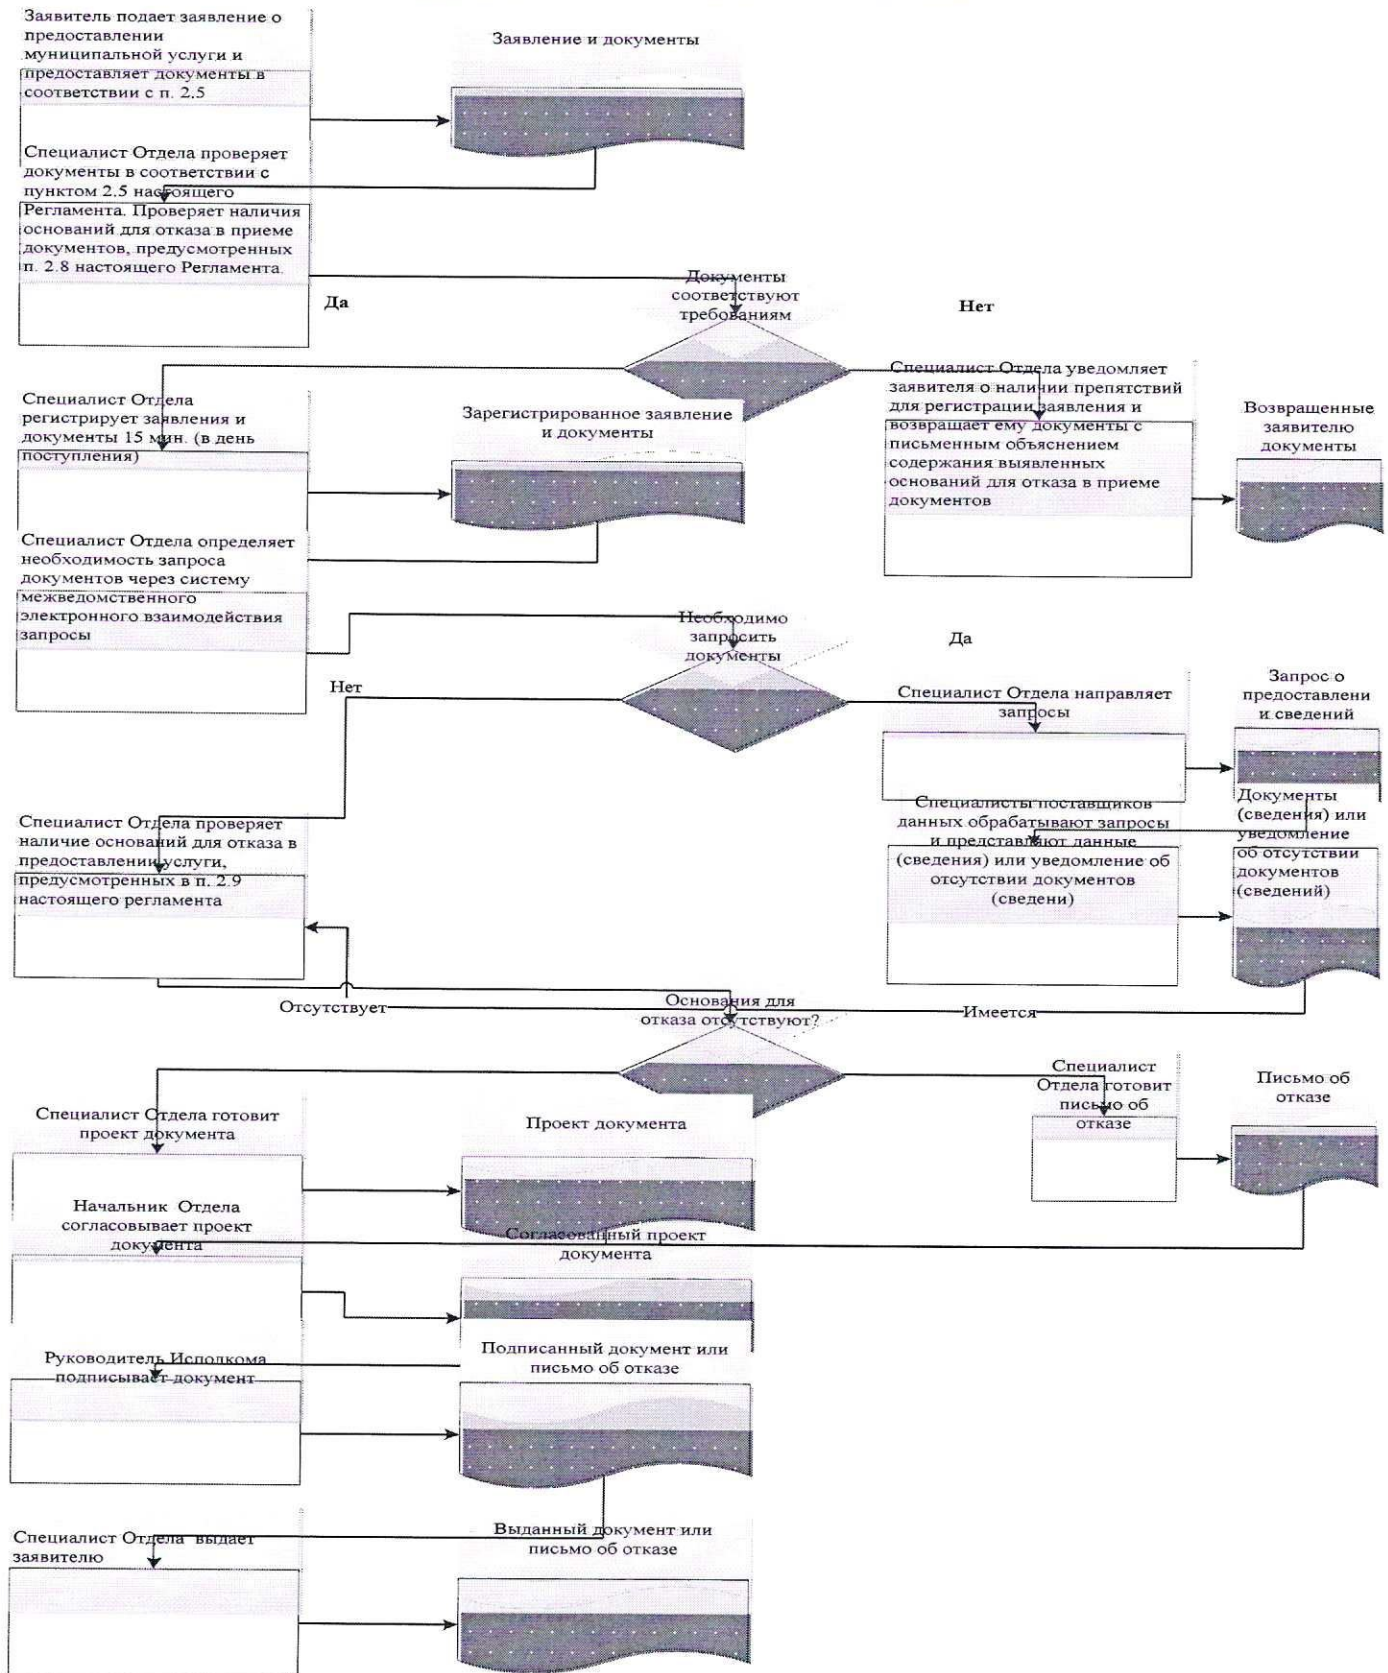 Заявитель подает заявление о
предоставлении
муниципальной услуги и
предоставляет документы в
соответствии с п. 2.5
Заявление и документы
Специалист Отдела проверяет
документы в соответствии с
пунктом 2.5 настоящего
Регламента. Проверяет наличия
оснований для отказа в приеме
документов, предусмотренных
п. 2.8 настоящего Регламента.
Документы
соответствуют
требованиям
Да
Нет
Специалист Отдела
регистрирует заявления и
документы 15 мин. (в день
поступления)
Зарегистрированное заявление
и документы
Специалист Отдела уведомляет
заявителя о наличии препятствий
для регистрации заявления и
возвращает ему документы с
письменным объяснением
содержания выявленных
оснований для отказа в приеме
документов
Возвращенные
заявителю
документы
Специалист Отдела определяет
необходимость запроса
документов через систему
межведомственного
электронного взаимодействия
запросы
Необходимо
запросить
документы
Да
Нет
Специалист Отдела направляет
запросы
Запрос о
предоставлени
и сведений
Специалисты поставщиков
данных обрабатывают запросы
и представляют данные
(сведения) или уведомление об
отсутствии документов
(сведени)
Документы
(сведения) или
уведомление
об отсутствии
документов
(сведений)
Специалист Отдела проверяет
наличие оснований для отказа в
предоставлении услуги,
предусмотренных в п. 2.9
настоящего регламента
Основания для
отказа отсутствуют?
Отсутствует
Имеется
Специалист
Отдела готовит
письмо об
отказе
Письмо об
отказе
Специалист Отдела готовит
проект документа
Проект документа
Начальник Отдела
согласовывает проект
документа
Согласованный проект
документа
Руководитель Исполкома
подписывает документ
Подписанный документ или
письмо об отказе
Специалист Отдела выдает
заявителю
Выданный документ или
письмо об отказе